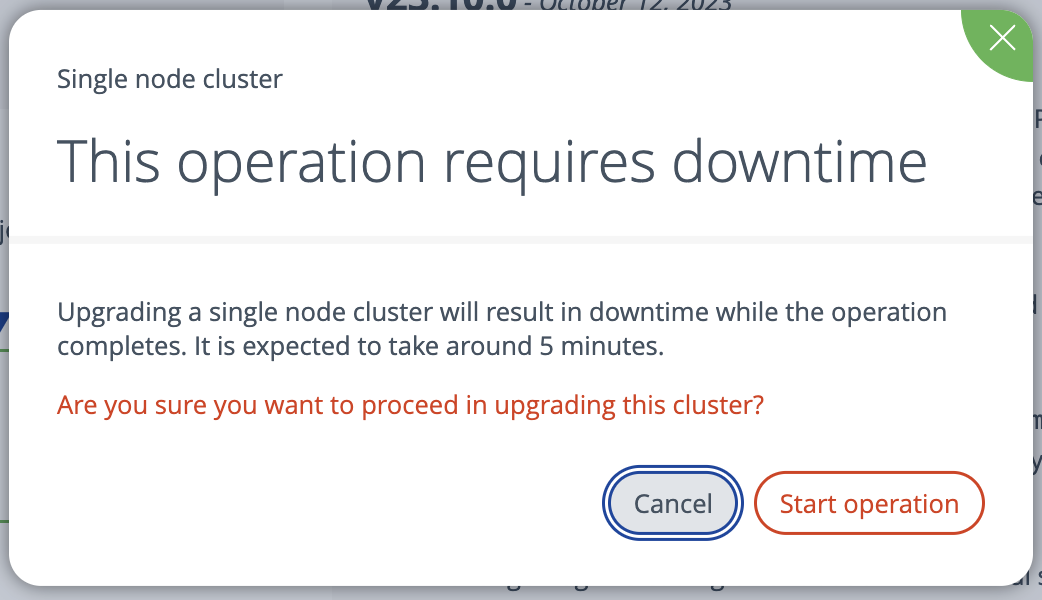 v23.10.0 - October 12, 2023
Single node cluster
This operation requires downtime
Upgrading a single node cluster will result in downtime while the operation
completes. It is expected to take around 5 minutes.
Are you sure you want to proceed in upgrading this cluster?
Cancel
Start operation